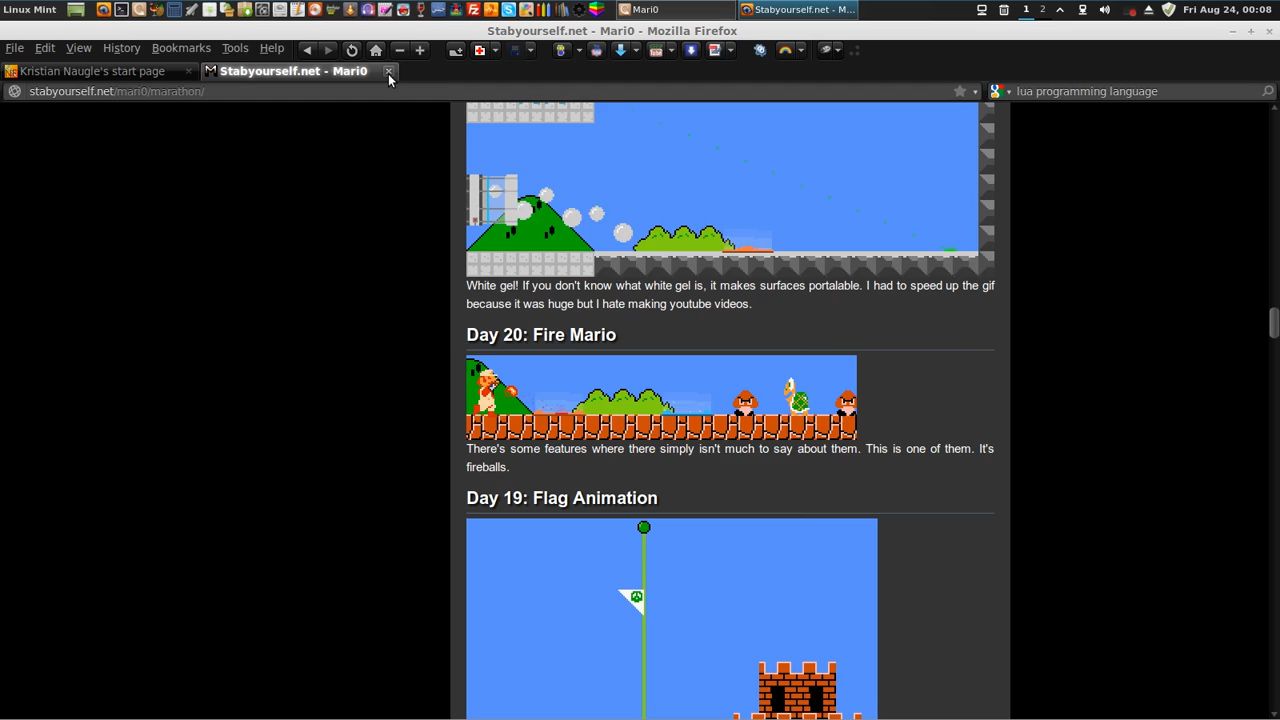 Linux Mint
Mari0
Stabyourself.net - M...
1 2
Fri Aug 24, 00:08
Stabyourself.net - Mari0 - Mozilla Firefox
File Edit View History Bookmarks Tools Help
Kristian Naugle's start page
Stabyourself.net - Mari0
stabyourself.net/mari0/marathon/
lua programming language
White gel! If you don't know what white gel is, it makes surfaces portalable. I had to speed up the gif
because it was huge but I hate making youtube videos.
Day 20: Fire Mario
There's some features where there simply isn't much to say about them. This is one of them. It's
fireballs.
Day 19: Flag Animation